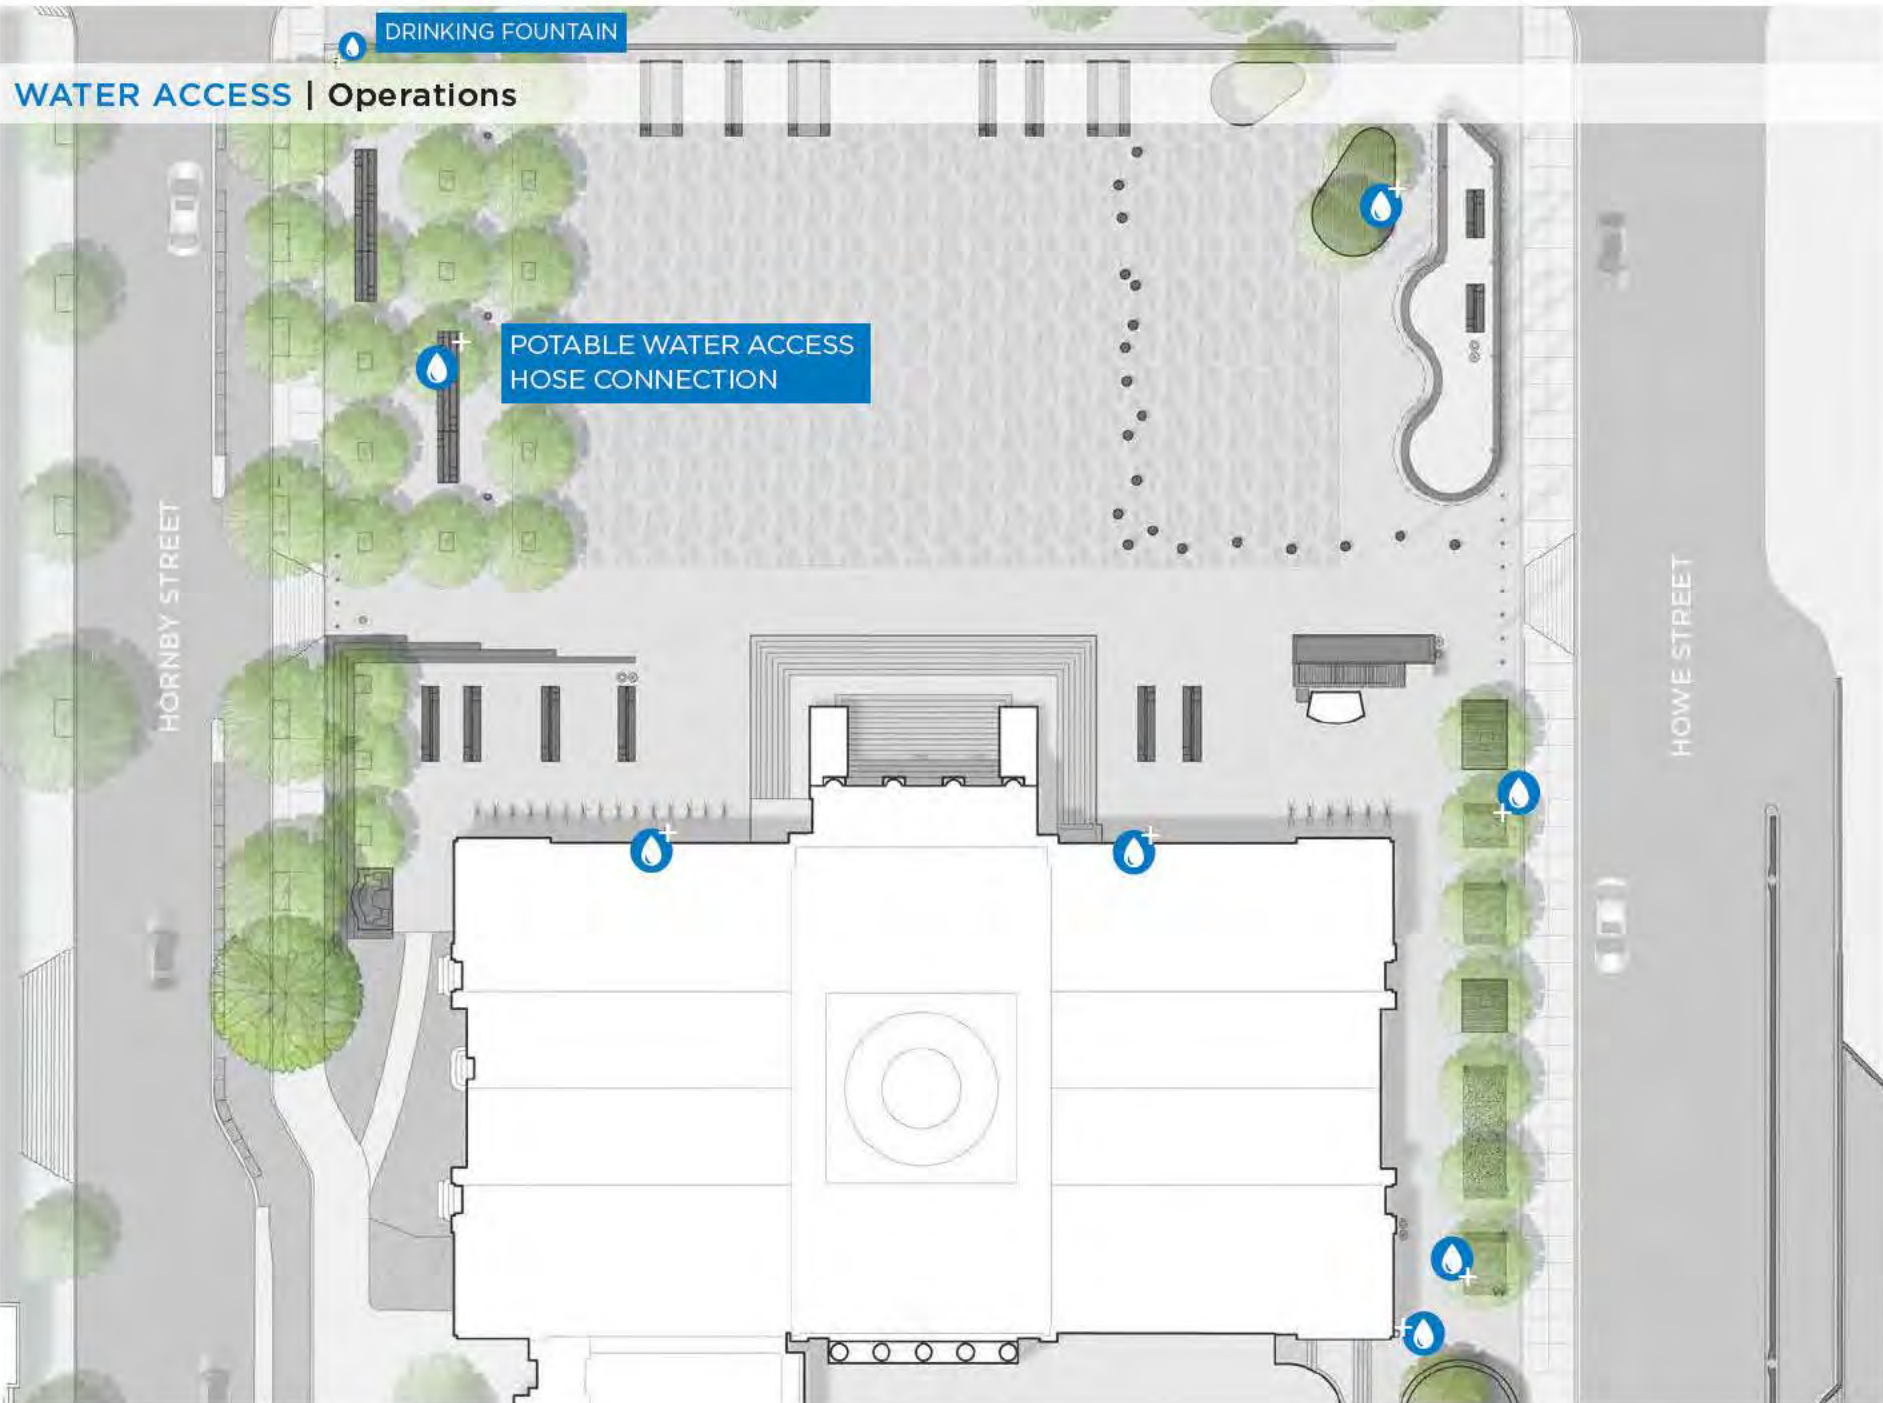 DRINKING FOUNTAIN
WATER ACCESS | Operations
POTABLE WATER ACCESS
HOSE CONNECTION
HORNBY STREET
HOWE STREET